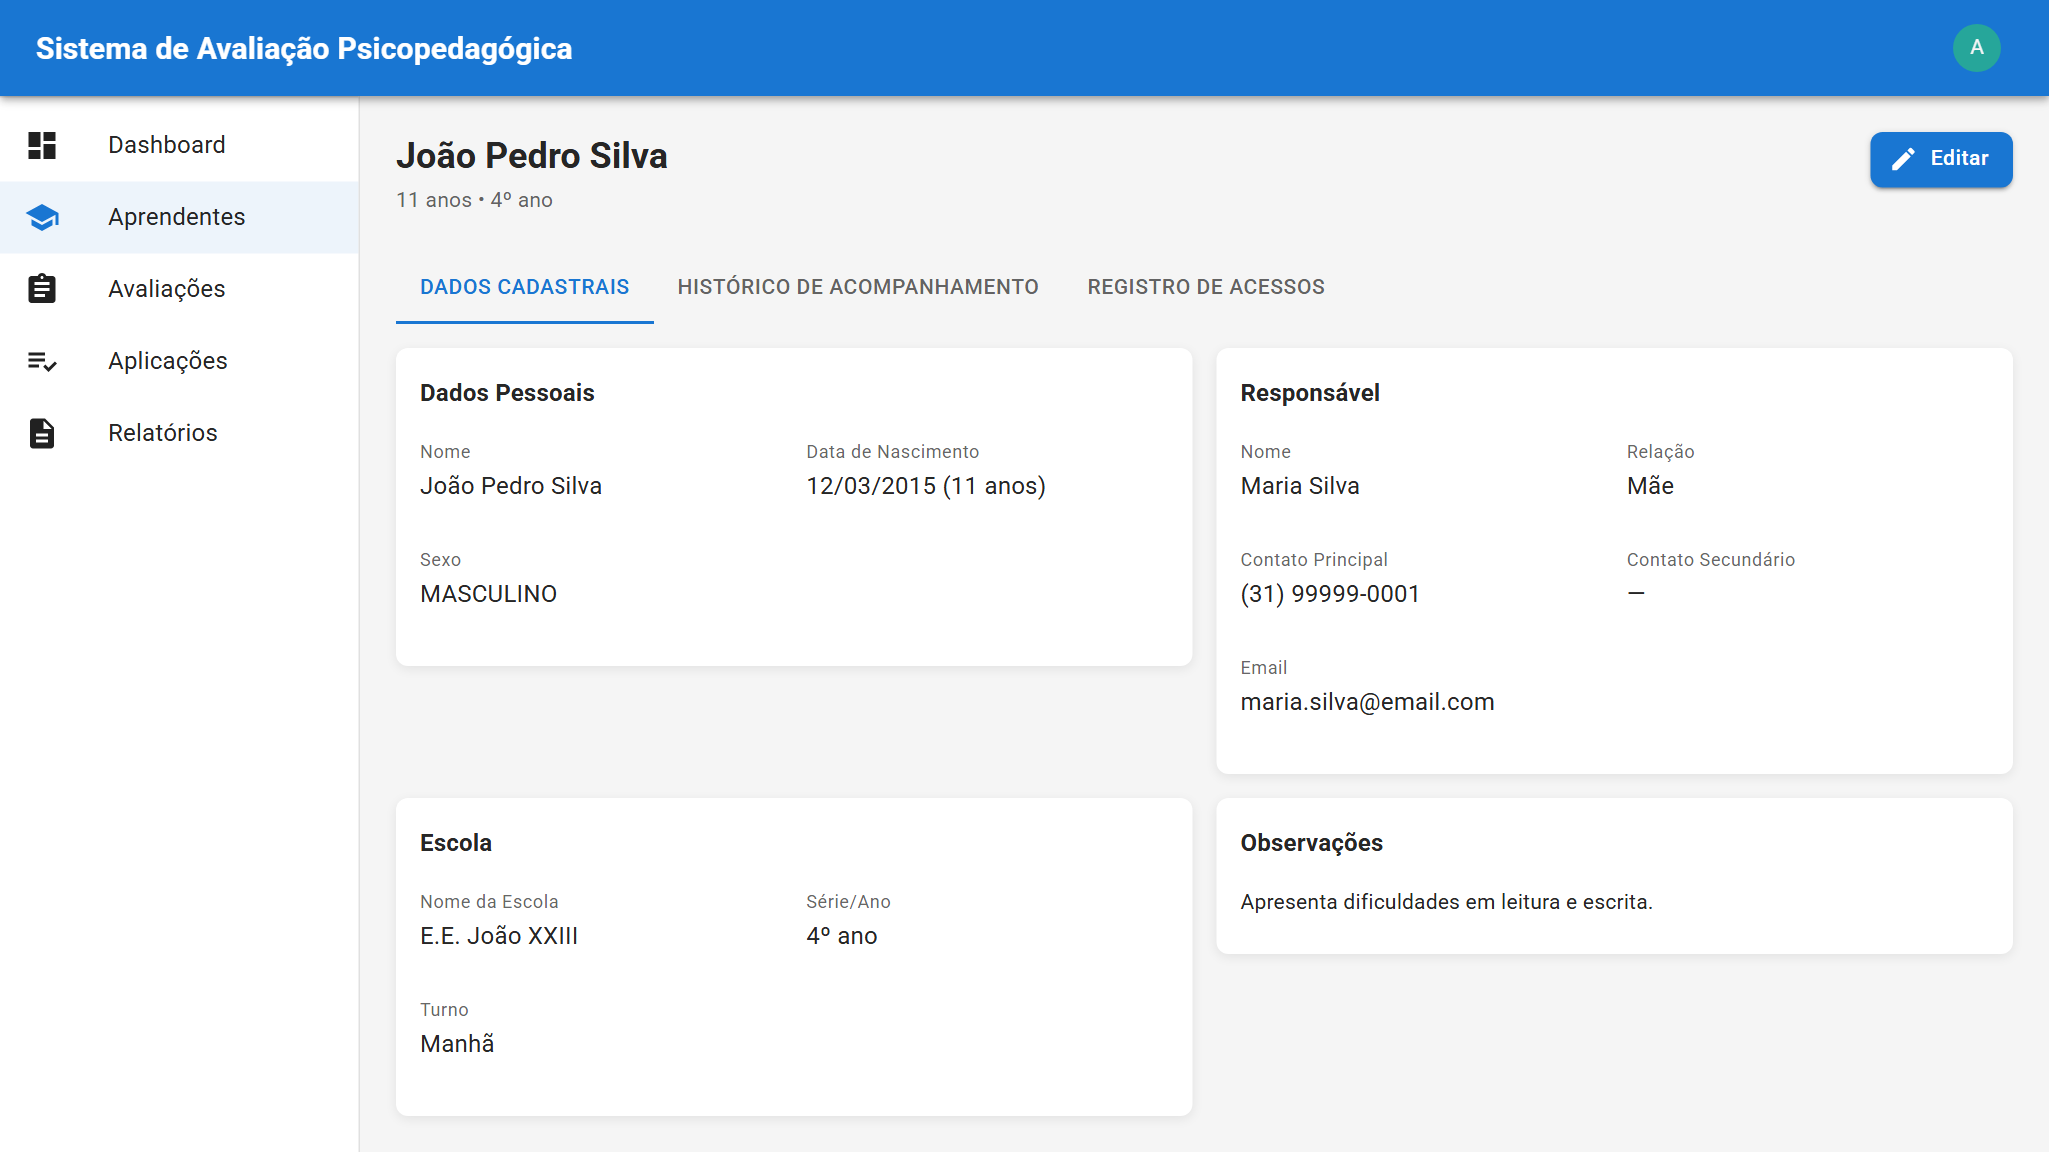 Sistema de Avaliação Psicopedagógica
A
Dashboard
Aprendentes
Avaliações
Aplicações
Relatórios
João Pedro Silva
11 anos • 4º ano
Editar
DADOS CADASTRAIS
HISTÓRICO DE ACOMPANHAMENTO
REGISTRO DE ACESSOS
Dados Pessoais
Nome
João Pedro Silva
Data de Nascimento
12/03/2015 (11 anos)
Sexo
MASCULINO
Responsável
Nome
Maria Silva
Relação
Mãe
Contato Principal
(31) 99999-0001
Contato Secundário
—
Email
maria.silva@email.com
Escola
Nome da Escola
E.E. João XXIII
Série/Ano
4º ano
Turno
Manhã
Observações
Apresenta dificuldades em leitura e escrita.